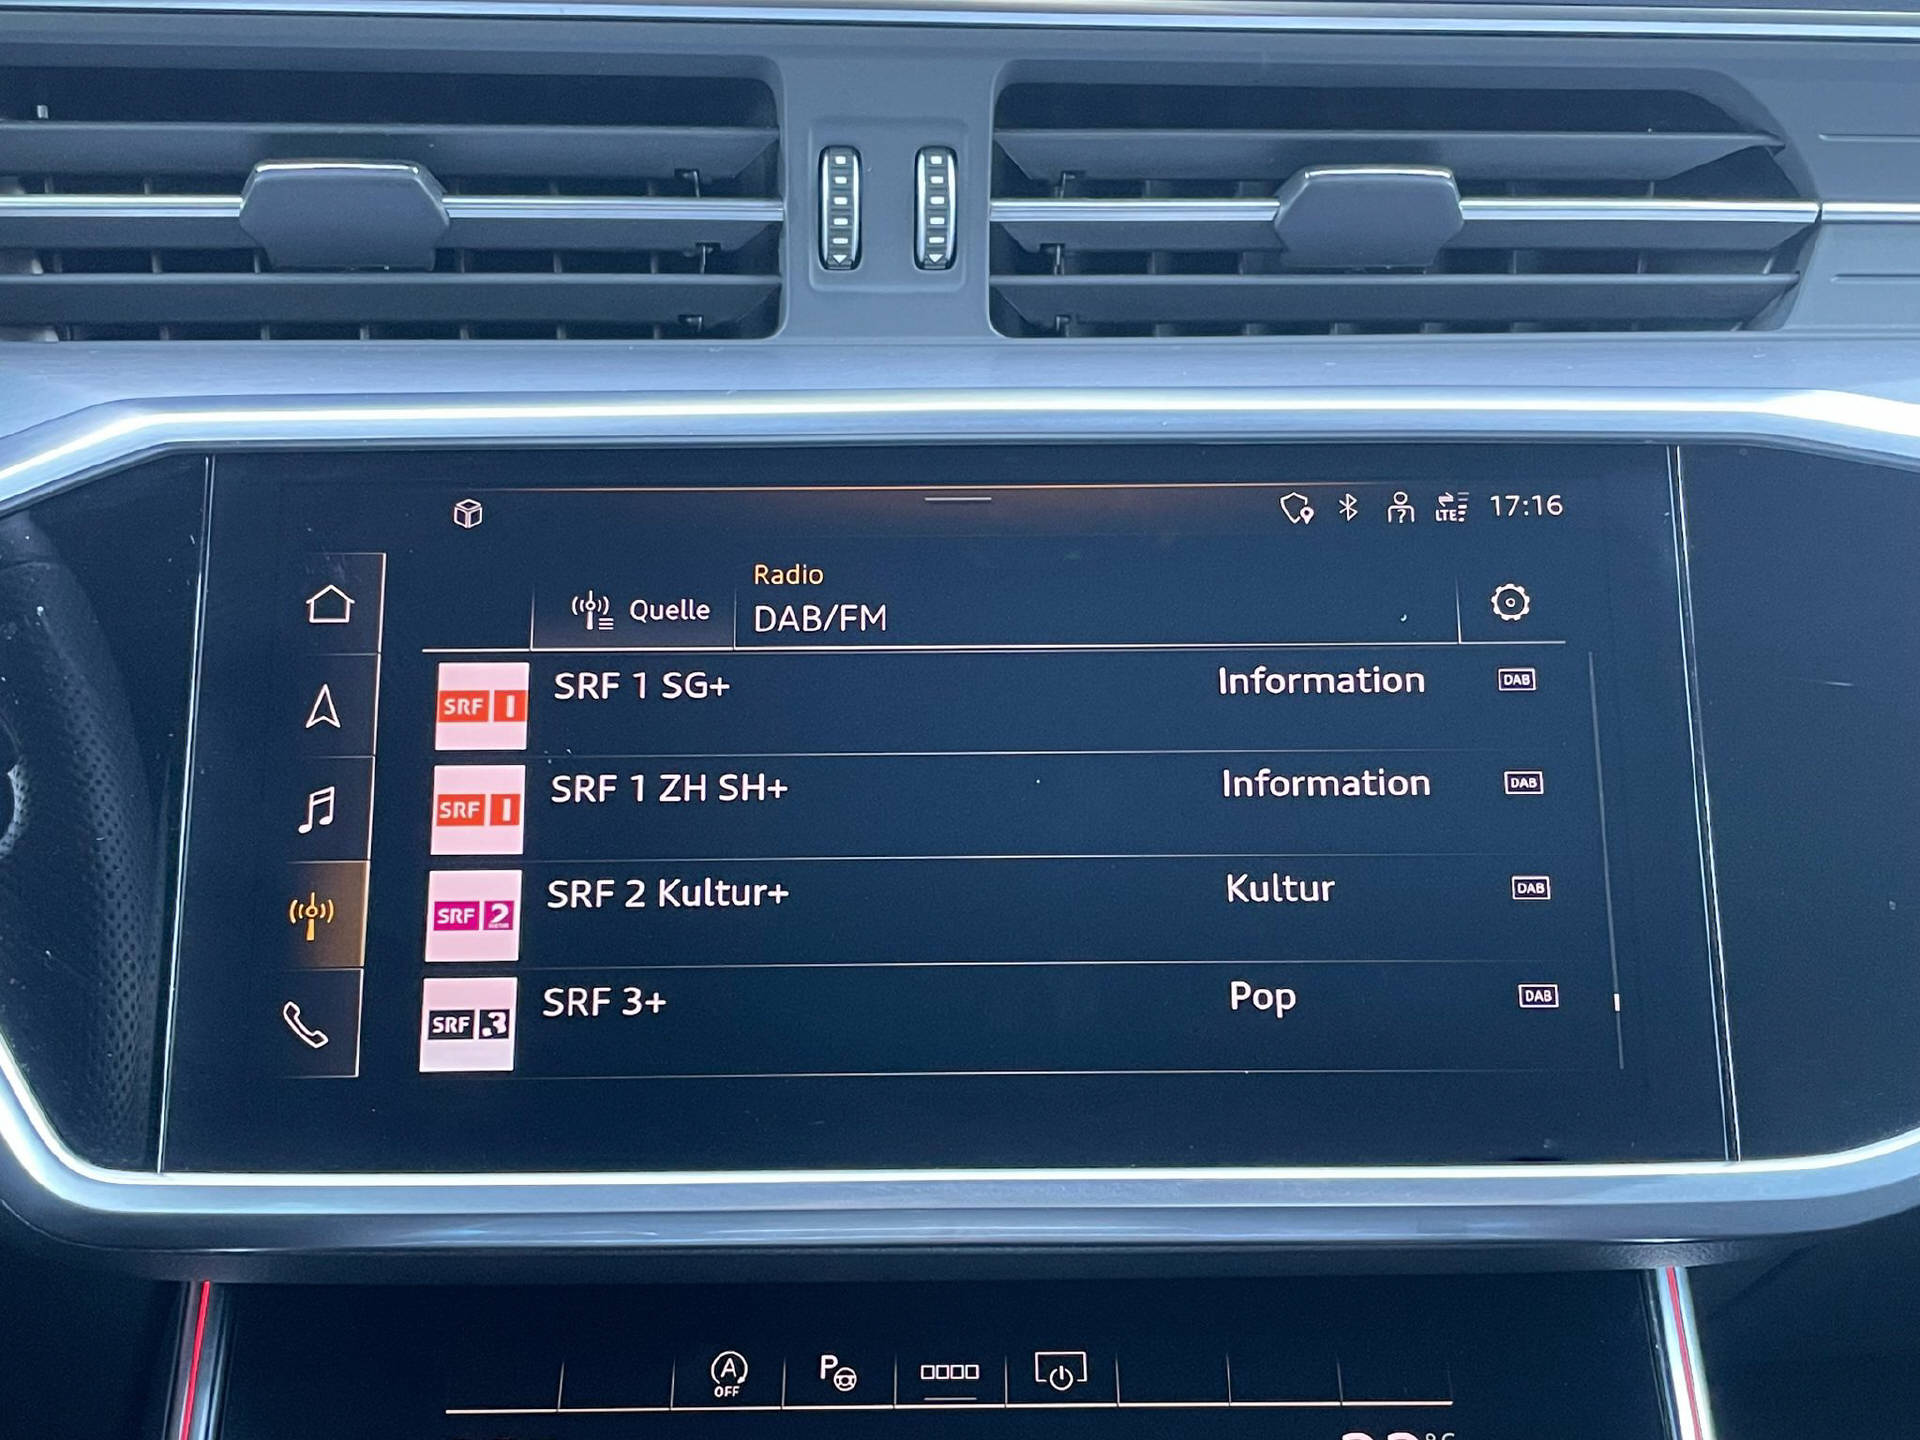 LTE 17:16
Radio
Quelle DAB/FM
SRF 1 SRF 1 SG+ Information DAB
SRF 1 SRF 1 ZH SH+ Information DAB
SRF 2 SRF 2 Kultur+ Kultur DAB
SRF 3 SRF 3+ Pop DAB
A P
OFF
°C